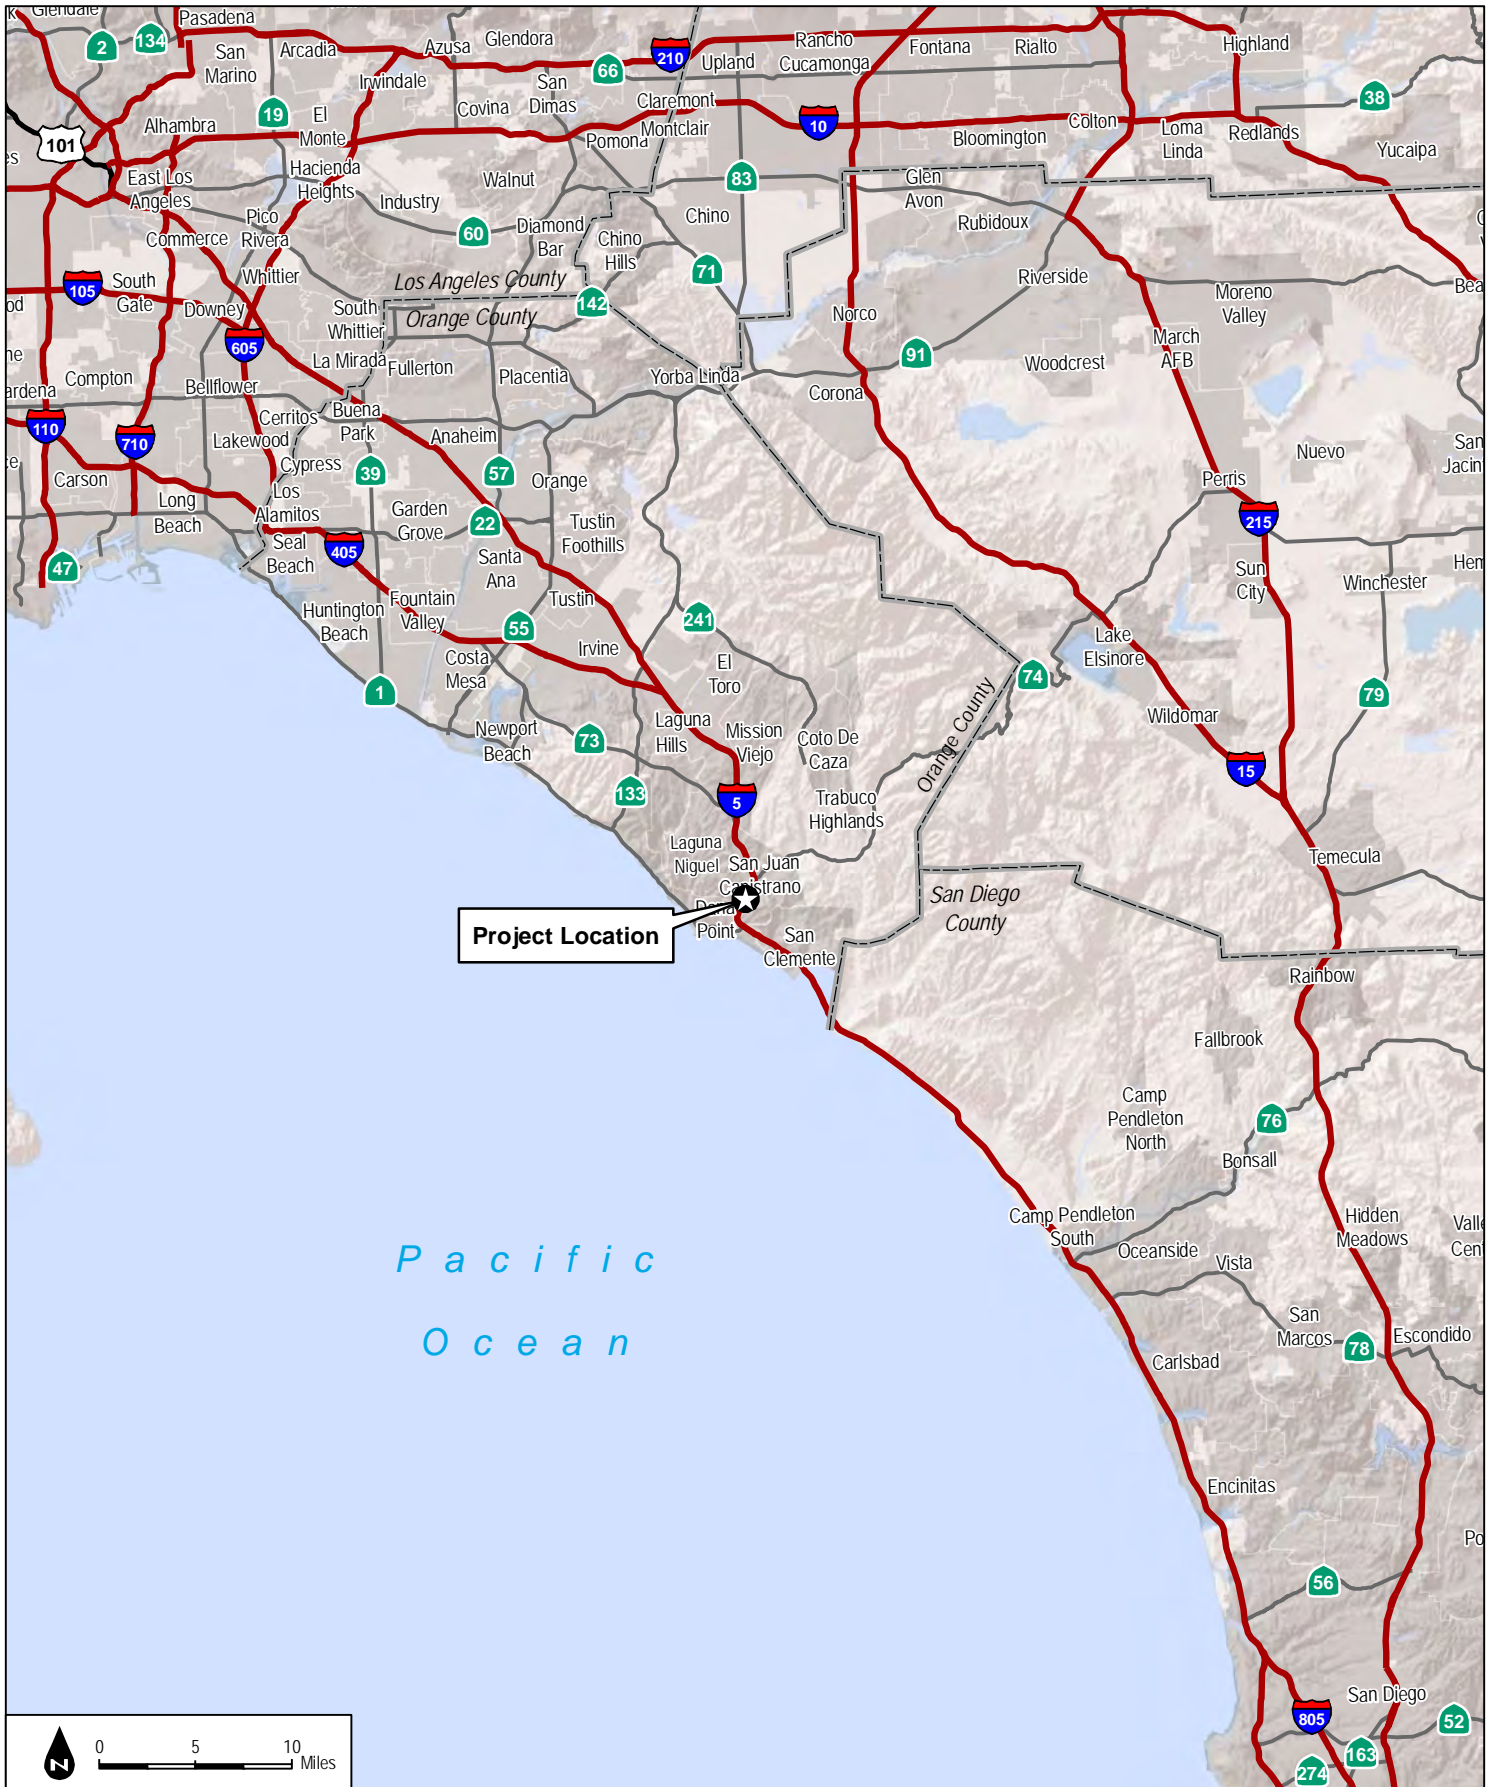 Glendale
Pasadena
2
134
San
Marino
Arcadia
Azusa
Glendora
66
210
Upland
Rancho
Cucamonga
Fontana
Rialto
Highland
38
Irwindale
19
El
Monte
Covina
San
Dimas
Claremont
Montclair
Pomona
10
Bloomington
Colton
Loma
Linda
Redlands
Yucaipa
101
Alhambra
East Los
Angeles
Hacienda
Heights
Walnut
Industry
60
Diamond
Bar
Chino
83
Chino
Hills
71
Glen
Avon
Rubidoux
Pico
Rivera
Commerce
Whittier
105
South
Gate
Downey
605
South
Whittier
Los Angeles County
Orange County
142
Riverside
Moreno
Valley
March
AFB
Norco
91
Woodcrest
Corona
La Mirada
Fullerton
Placentia
Yorba Linda
Compton
Bellflower
110
710
Cerritos
Lakewood
Buena
Park
Anaheim
Cypress
39
57
Orange
Carson
Long
Beach
Los
Alamitos
Garden
Grove
22
Tustin
Foothills
Nuevo
Perris
215
47
Seal
Beach
405
Santa
Ana
Tustin
Sun
City
Winchester
Huntington
Beach
Fountain
Valley
55
Irvine
241
El
Toro
Lake
Elsinore
74
Costa
Mesa
1
Newport
Beach
73
Laguna
Hills
Mission
Viejo
Coto De
Caza
Orange County
Wildomar
79
15
133
5
Trabuco
Highlands
Laguna
Niguel
San Juan
Capistrano
Temecula
Project Location
Dana
Point
San
Clemente
San Diego
County
Rainbow
Fallbrook
Camp
Pendleton
North
76
Bonsall
Camp Pendleton
South
Hidden
Meadows
Oceanside
Vista
Pacific
Ocean
San
Marcos
78
Escondido
Carlsbad
Encinitas
56
San Diego
805
52
163
274
N
0 5 10
Miles